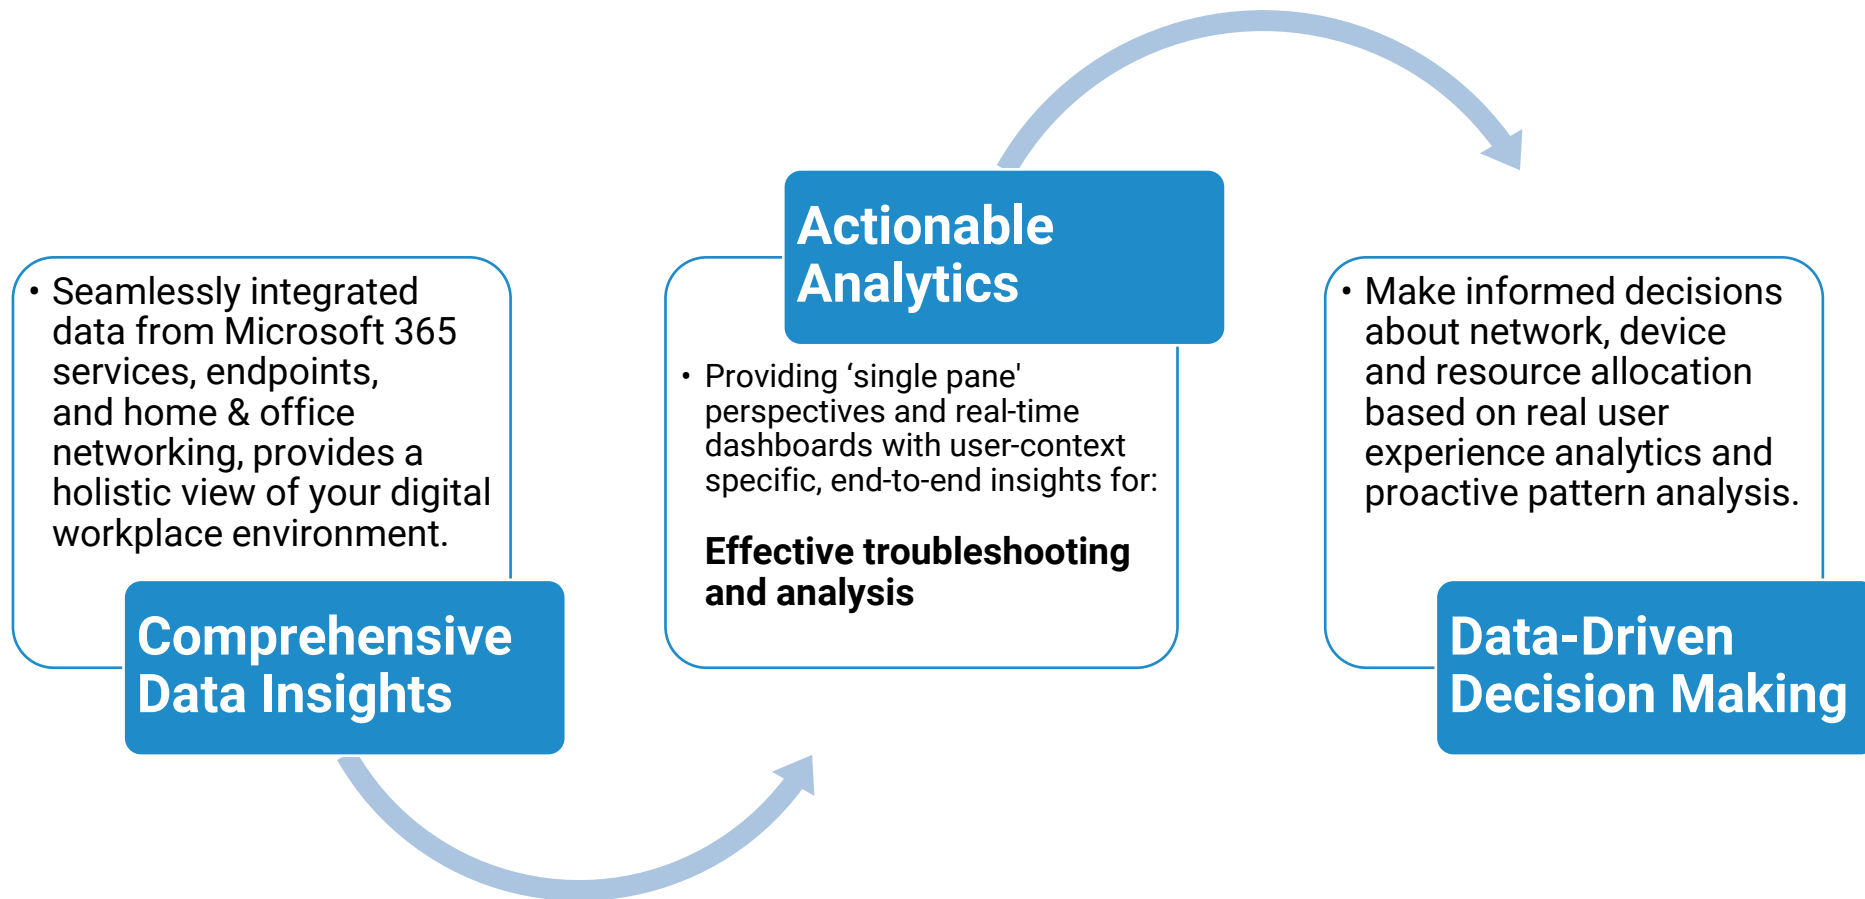 • Seamlessly integrated
data from Microsoft 365
services, endpoints,
and home & office
networking, provides a
holistic view of your digital
workplace environment.
Comprehensive
Data Insights
Actionable
Analytics
• Providing ‘single pane'
perspectives and real-time
dashboards with user-context
specific, end-to-end insights for:
Effective troubleshooting
and analysis
• Make informed decisions
about network, device
and resource allocation
based on real user
experience analytics and
proactive pattern analysis.
Data-Driven
Decision Making